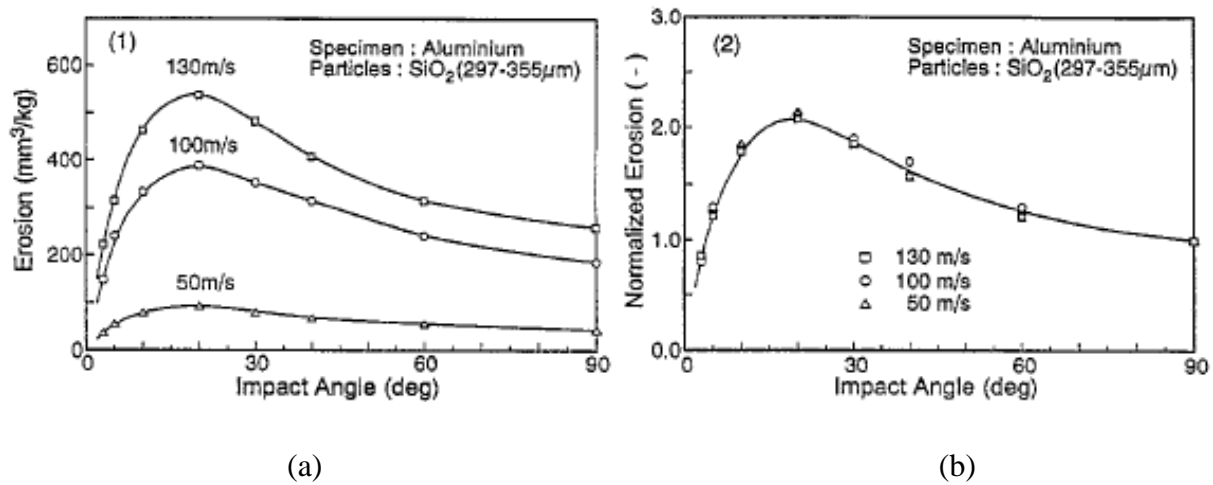 (1)
Specimen : Aluminium
Particles : SiO₂(297-355μm)
600
400
200
0
Erosion (mm³/kg)
130m/s
100m/s
50m/s
0
30
60
90
Impact Angle (deg)
(a)
(2)
Specimen : Aluminium
Particles : SiO₂(297-355μm)
3.0
2.0
1.0
0.0
Normalized Erosion ( - )
130 m/s
100 m/s
50 m/s
0
30
60
90
Impact Angle (deg)
(b)